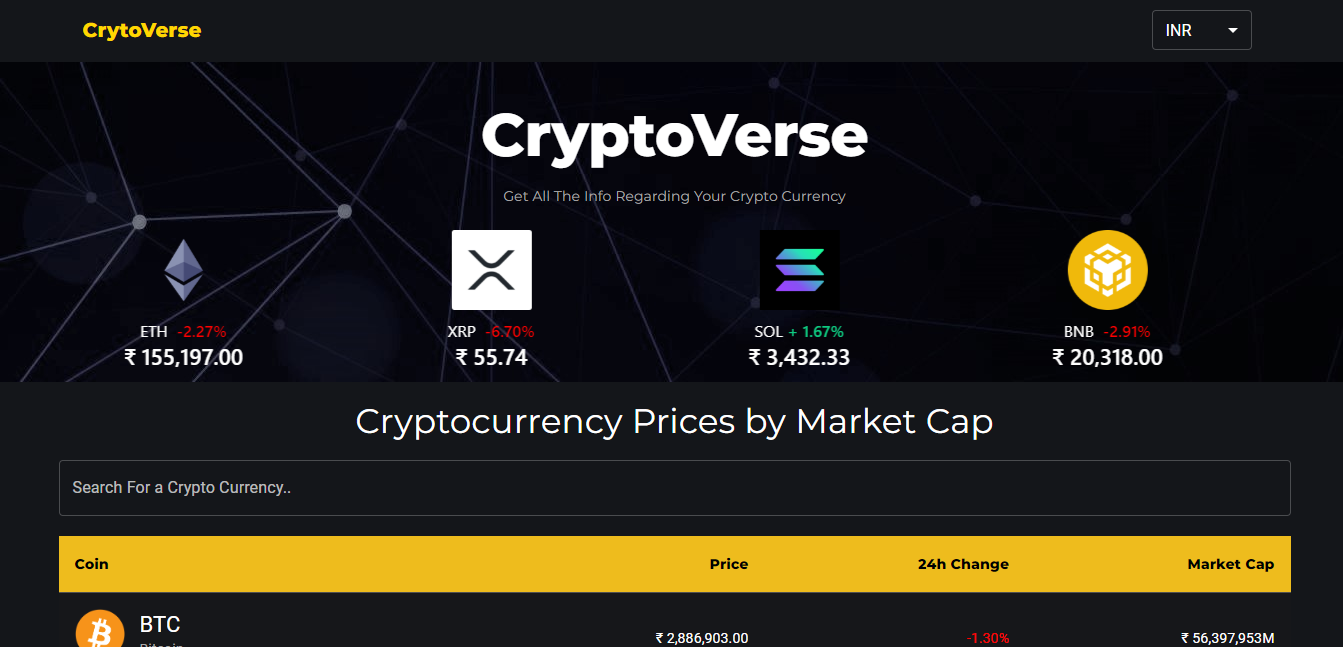 CrytoVerse
INR
CryptoVerse
Get All The Info Regarding Your Crypto Currency
ETH -2.27%
₹ 155,197.00
XRP -6.70%
₹ 55.74
SOL + 1.67%
₹ 3,432.33
BNB -2.91%
₹ 20,318.00
Cryptocurrency Prices by Market Cap
Search For a Crypto Currency..
Coin Price 24h Change Market Cap
BTC
₹ 2,886,903.00 -1.30% ₹ 56,397,953M
Bitcoin